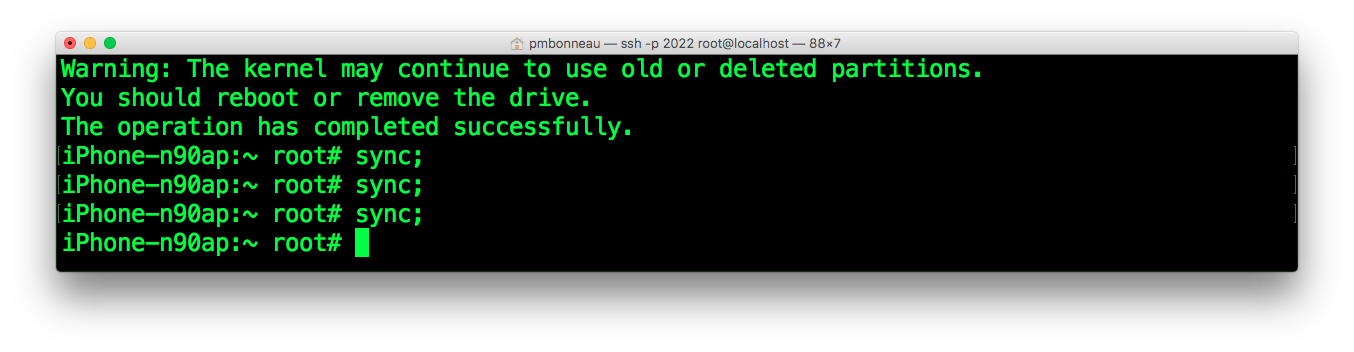 pmbonneau — ssh -p 2022 root@localhost — 88×7
Warning: The kernel may continue to use old or deleted partitions.
You should reboot or remove the drive.
The operation has completed successfully.
[iPhone-n90ap:~ root# sync; ]
[iPhone-n90ap:~ root# sync; ]
[iPhone-n90ap:~ root# sync; ]
iPhone-n90ap:~ root#